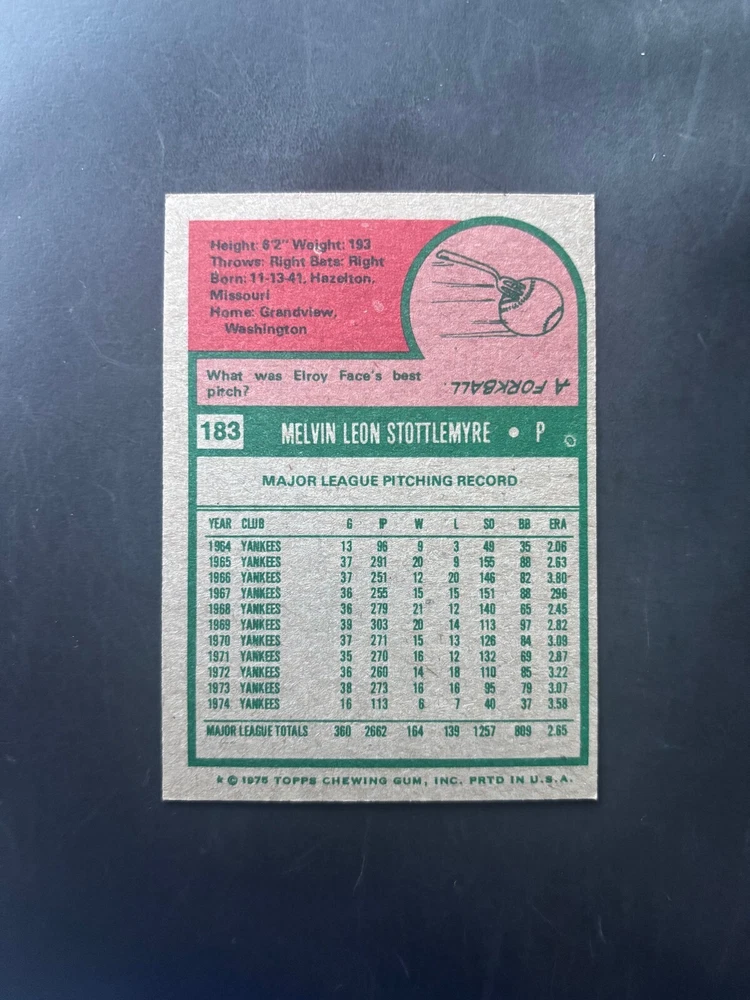 Height: 6'2" Weight: 193
Throws: Right Bats: Right
Born: 11-13-41, Hazelton,
Missouri
Home: Grandview,
Washington
What was Elroy Face's best
pitch?
A FORKBALL.
183 MELVIN LEON STOTTLEMYRE • P
MAJOR LEAGUE PITCHING RECORD
YEAR CLUB G IP W L SO BB ERA
1964 YANKEES 13 96 9 3 49 35 2.06
1965 YANKEES 37 291 20 9 155 88 2.63
1966 YANKEES 37 251 12 20 146 82 3.80
1967 YANKEES 36 255 15 15 151 88 296
1968 YANKEES 36 279 21 12 140 65 2.45
1969 YANKEES 39 303 20 14 113 97 2.82
1970 YANKEES 37 271 15 13 126 84 3.09
1971 YANKEES 35 270 16 12 132 69 2.87
1972 YANKEES 36 260 14 18 110 85 3.22
1973 YANKEES 38 273 16 16 95 79 3.07
1974 YANKEES 16 113 6 7 40 37 3.58
MAJOR LEAGUE TOTALS 360 2662 164 139 1257 809 2.65
* © 1975 TOPPS CHEWING GUM, INC. PRTD IN U.S.A.